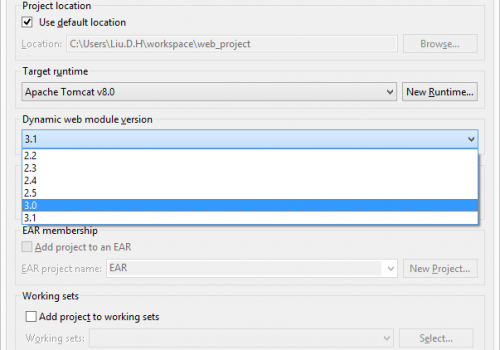 Project location
Use default location
Location: C:\Users\Liu.D.H\workspace\web_project Browse...
Target runtime
Apache Tomcat v8.0 New Runtime...
Dynamic web module version
3.1
2.2
2.3
2.4
2.5
3.0
3.1
EAR membership
Add project to an EAR
EAR project name: EAR New Project...
Working sets
Add project to working sets
Working sets: Select...